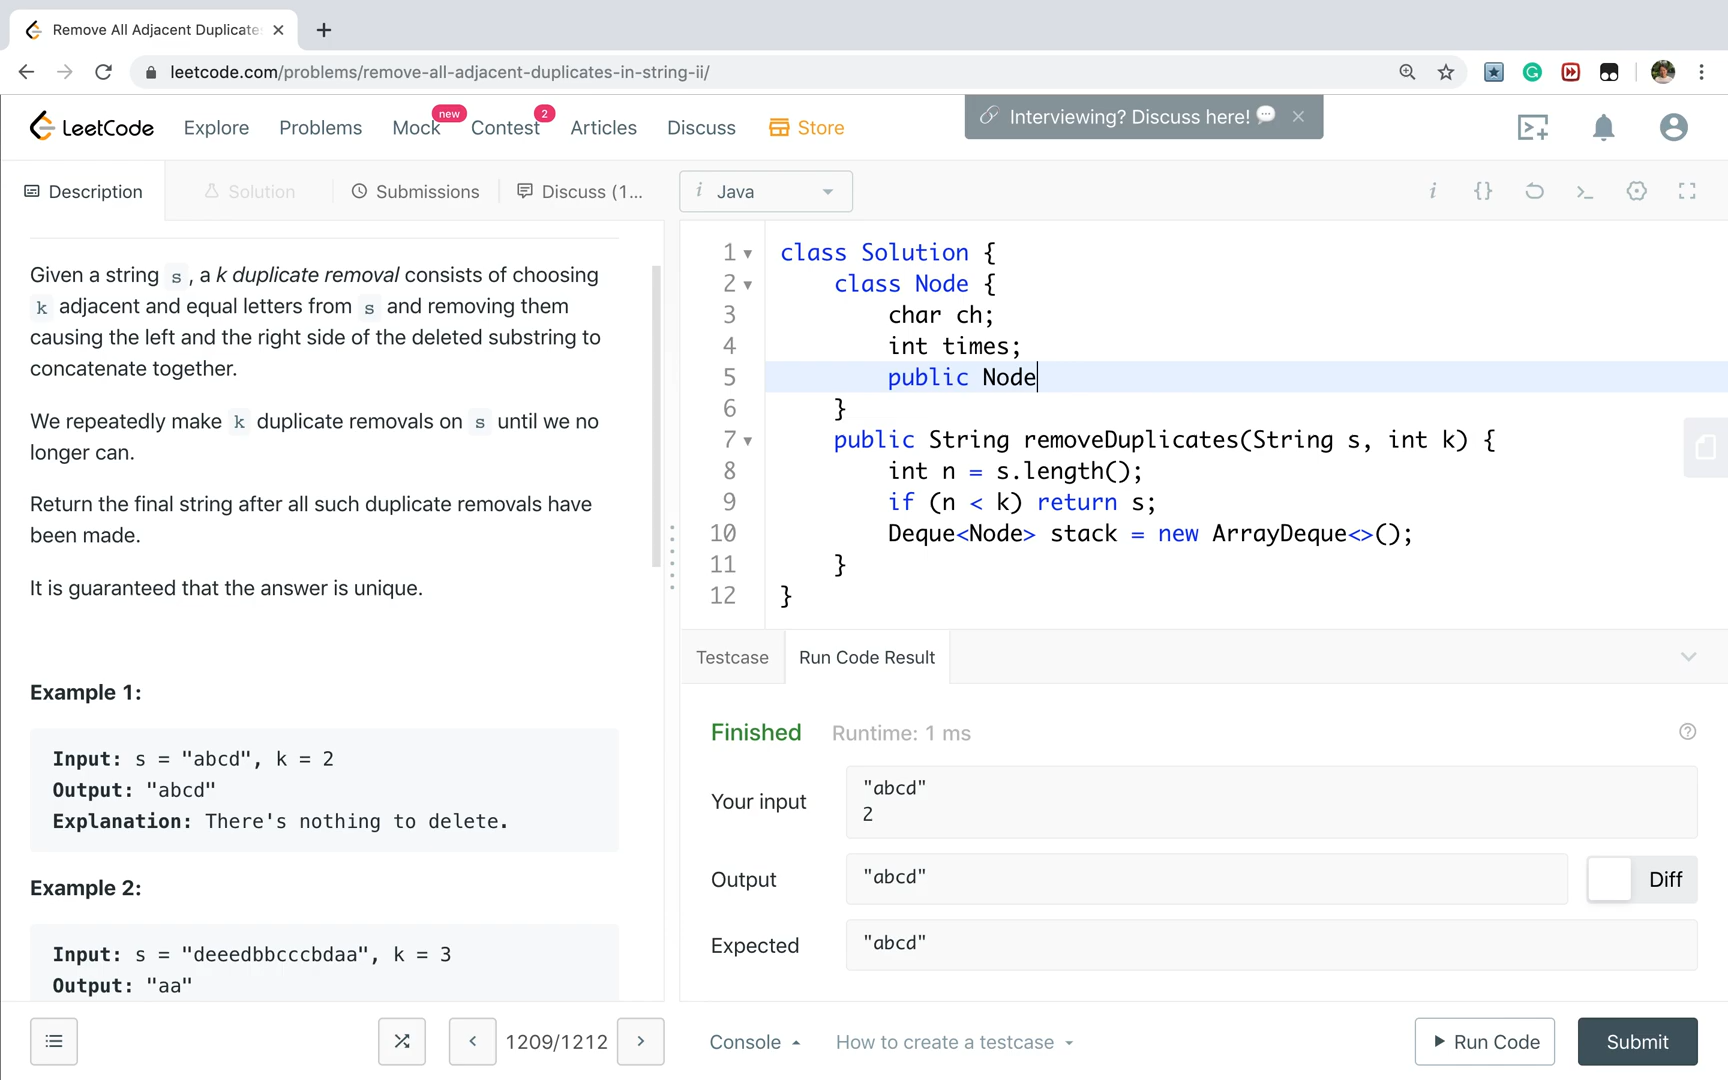 Remove All Adjacent Duplicate
leetcode.com/problems/remove-all-adjacent-duplicates-in-string-ii/
LeetCode
Explore
Problems
Mock
new
Contest
2
Articles
Discuss
Store
Interviewing? Discuss here!
Description
Solution
Submissions
Discuss (1...
i Java
Given a string s, a k duplicate removal consists of choosing
k adjacent and equal letters from s and removing them
causing the left and the right side of the deleted substring to
concatenate together.
We repeatedly make k duplicate removals on s until we no
longer can.
Return the final string after all such duplicate removals have
been made.
It is guaranteed that the answer is unique.
Example 1:
Input: s = "abcd", k = 2
Output: "abcd"
Explanation: There's nothing to delete.
Example 2:
Input: s = "deeedbbcccbdaa", k = 3
Output: "aa"
1209/1212
1 class Solution {
2 class Node {
3 char ch;
4 int times;
5 public Node
6 }
7 public String removeDuplicates(String s, int k) {
8 int n = s.length();
9 if (n < k) return s;
10 Deque<Node> stack = new ArrayDeque<>();
11 }
12 }
Testcase
Run Code Result
Finished
Runtime: 1 ms
Your input
"abcd"
2
Output
"abcd"
Diff
Expected
"abcd"
Console
How to create a testcase
Run Code
Submit